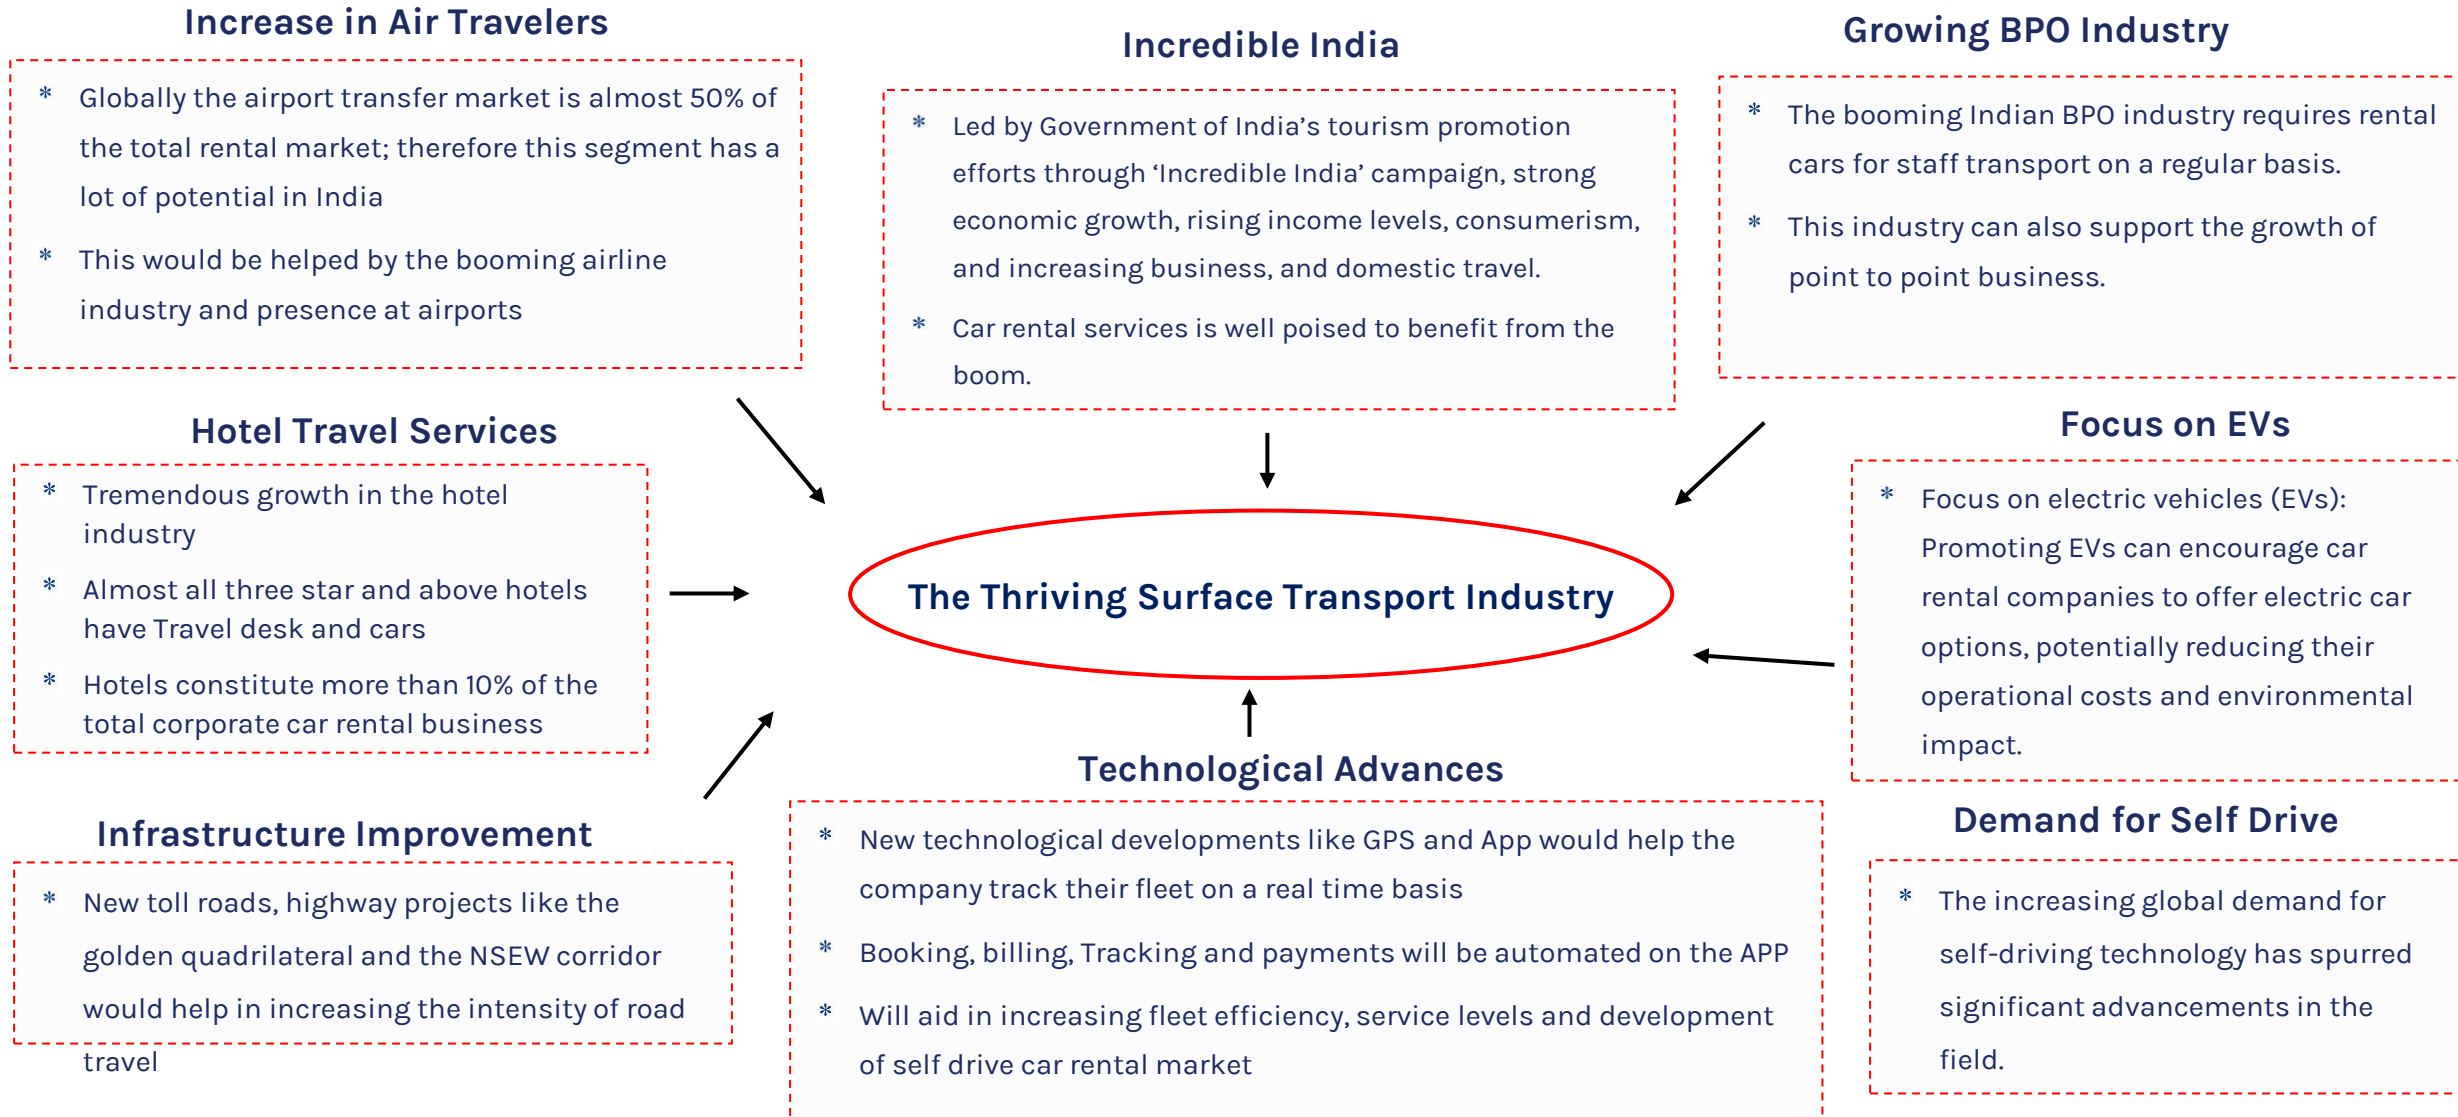 Increase in Air Travelers
* Globally the airport transfer market is almost 50% of
the total rental market; therefore this segment has a
lot of potential in India
* This would be helped by the booming airline
industry and presence at airports
Incredible India
* Led by Government of India’s tourism promotion
efforts through ‘Incredible India’ campaign, strong
economic growth, rising income levels, consumerism,
and increasing business, and domestic travel.
* Car rental services is well poised to benefit from the
boom.
Growing BPO Industry
* The booming Indian BPO industry requires rental
cars for staff transport on a regular basis.
* This industry can also support the growth of
point to point business.
Hotel Travel Services
* Tremendous growth in the hotel
industry
* Almost all three star and above hotels
have Travel desk and cars
* Hotels constitute more than 10% of the
total corporate car rental business
The Thriving Surface Transport Industry
Focus on EVs
* Focus on electric vehicles (EVs):
Promoting EVs can encourage car
rental companies to offer electric car
options, potentially reducing their
operational costs and environmental
impact.
Infrastructure Improvement
* New toll roads, highway projects like the
golden quadrilateral and the NSEW corridor
would help in increasing the intensity of road
travel
Technological Advances
* New technological developments like GPS and App would help the
company track their fleet on a real time basis
* Booking, billing, Tracking and payments will be automated on the APP
* Will aid in increasing fleet efficiency, service levels and development
of self drive car rental market
Demand for Self Drive
* The increasing global demand for
self-driving technology has spurred
significant advancements in the
field.